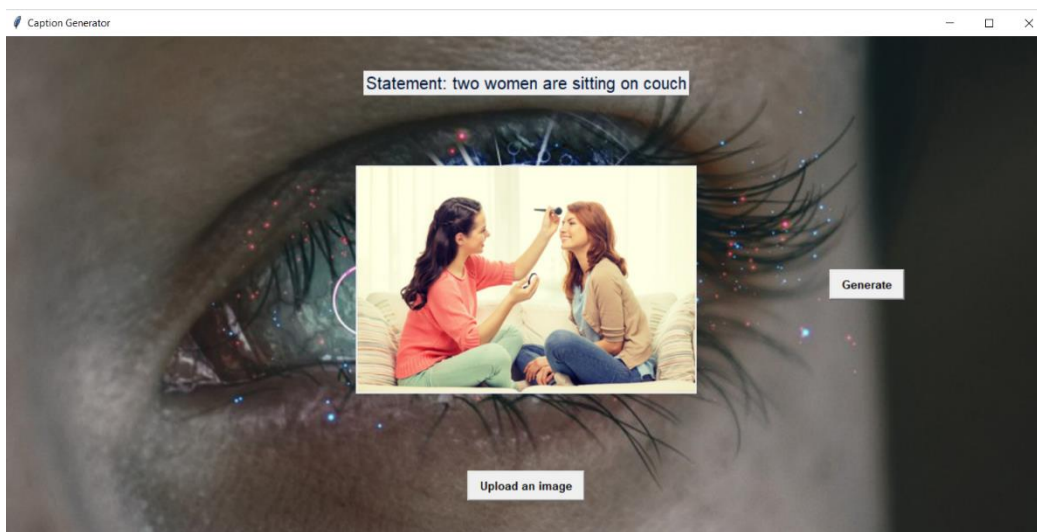 Caption Generator
Statement: two women are sitting on couch
Generate
Upload an image